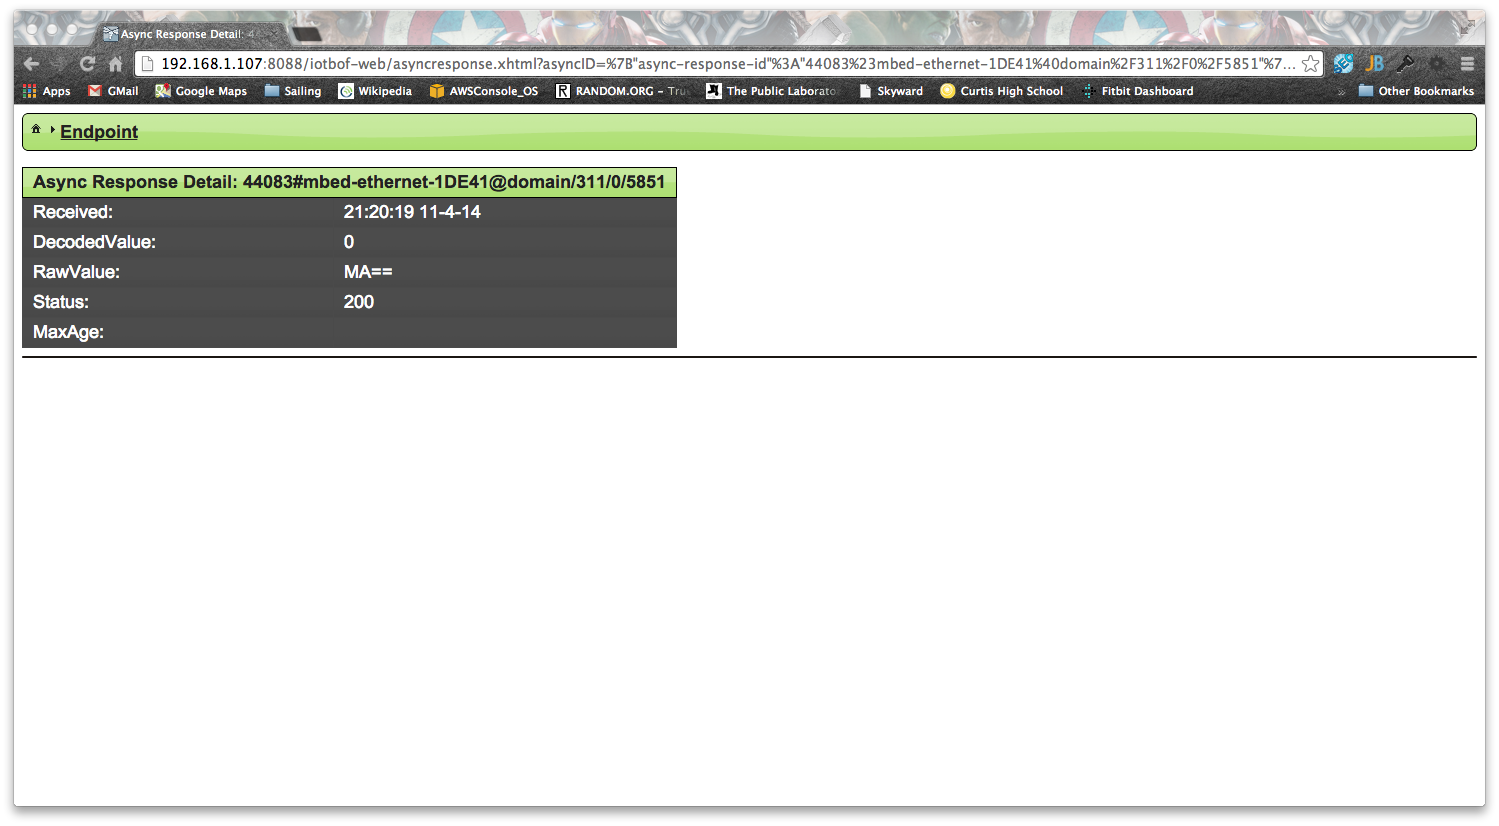 Async Response Detail: 4
192.168.1.107:8088/iotbof-web/asyncresponse.xhtml?asyncID=%7B"async-response-id"%3A"44083%23mbed-ethernet-1DE41%40domain%2F311%2F0%2F5851"%7...
Apps GMail Google Maps Sailing Wikipedia AWSConsole_OS RANDOM.ORG - Tru The Public Laborato Skyward Curtis High School Fitbit Dashboard » Other Bookmarks
Endpoint
Async Response Detail: 44083#mbed-ethernet-1DE41@domain/311/0/5851
Received: 21:20:19 11-4-14
DecodedValue: 0
RawValue: MA==
Status: 200
MaxAge: